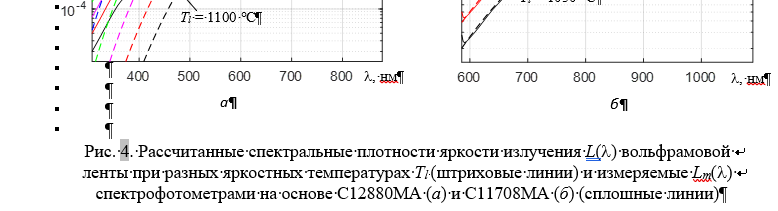 10-4
Tl = 1100 °C¶
400 500 600 700 800 λ, нм¶
600 700 800 900 1000 λ, нм¶
а¶ б¶
¶
¶
¶
¶
Рис. 4. Рассчитанные спектральные плотности яркости излучения L(λ) вольфрамовой ↵
ленты при разных яркостных температурах Tl (штриховые линии) и измеряемые Lm(λ) ↵
спектрофотометрами на основе C12880MA (а) и C11708MA (б) (сплошные линии)¶